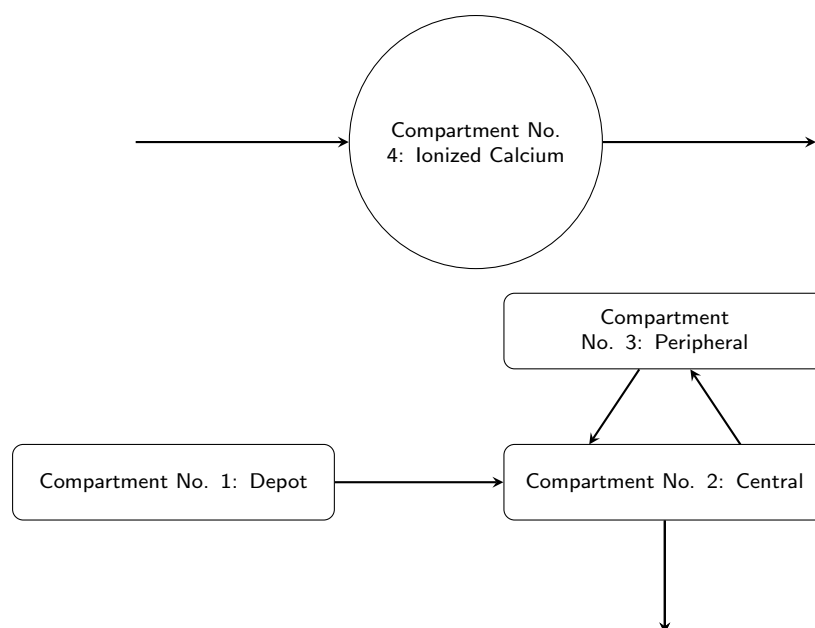 Compartment No.
4: Ionized Calcium
Compartment
No. 3: Peripheral
Compartment No. 1: Depot
Compartment No. 2: Central